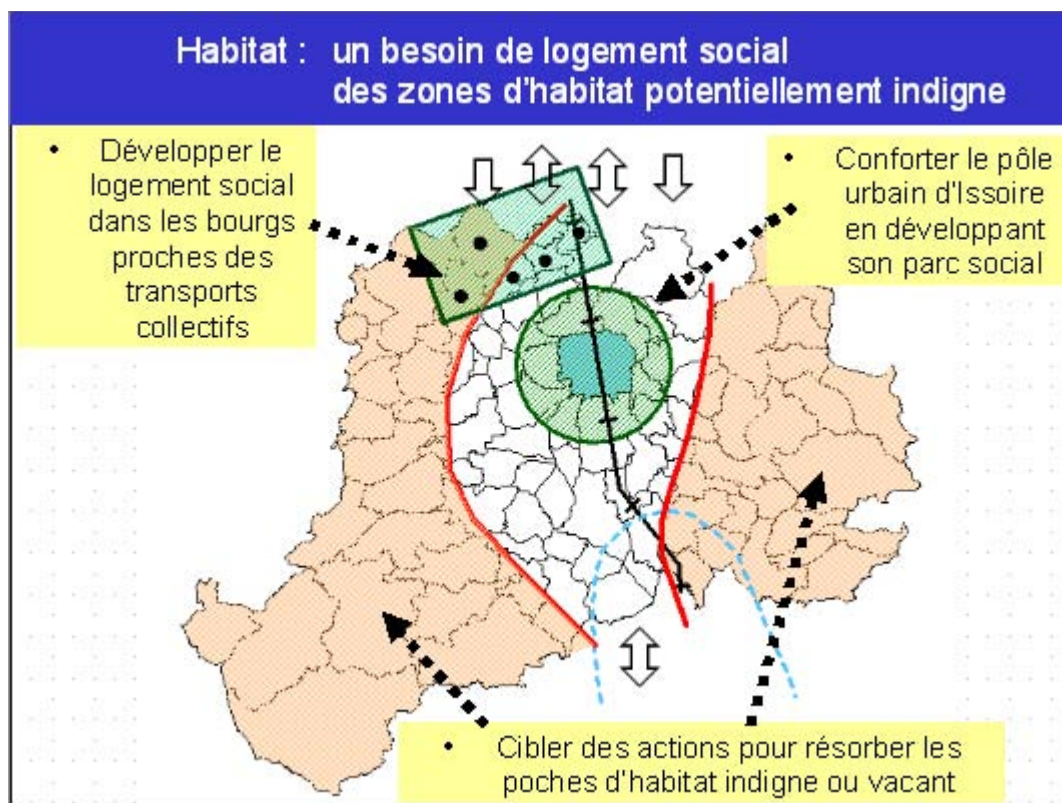 Habitat : un besoin de logement social
des zones d'habitat potentiellement indigne
• Développer le
logement social
dans les bourgs
proches des
transports
collectifs
• Conforter le pôle
urbain d'Issoire
en développant
son parc social
• Cibler des actions pour résorber les
poches d'habitat indigne ou vacant